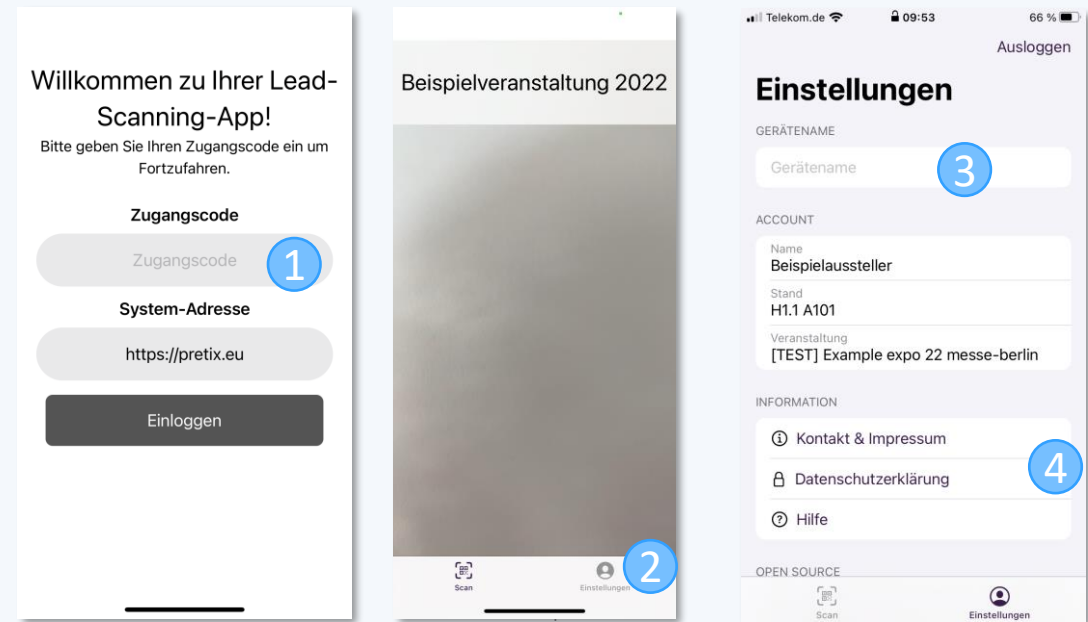 Willkommen zu Ihrer Lead-
Scanning-App!
Bitte geben Sie Ihren Zugangscode ein um
Fortzufahren.
Zugangscode
Zugangscode
1
System-Adresse
https://pretix.eu
Einloggen
Beispielveranstaltung 2022
Scan
Einstellungen
2
Telekom.de
09:53
66 %
Ausloggen
Einstellungen
GERÄTENAME
Gerätename
3
ACCOUNT
Name
Beispielaussteller
Stand
H1.1 A101
Veranstaltung
[TEST] Example expo 22 messe-berlin
INFORMATION
Kontakt & Impressum
4
Datenschutzerklärung
Hilfe
OPEN SOURCE
Scan
Einstellungen